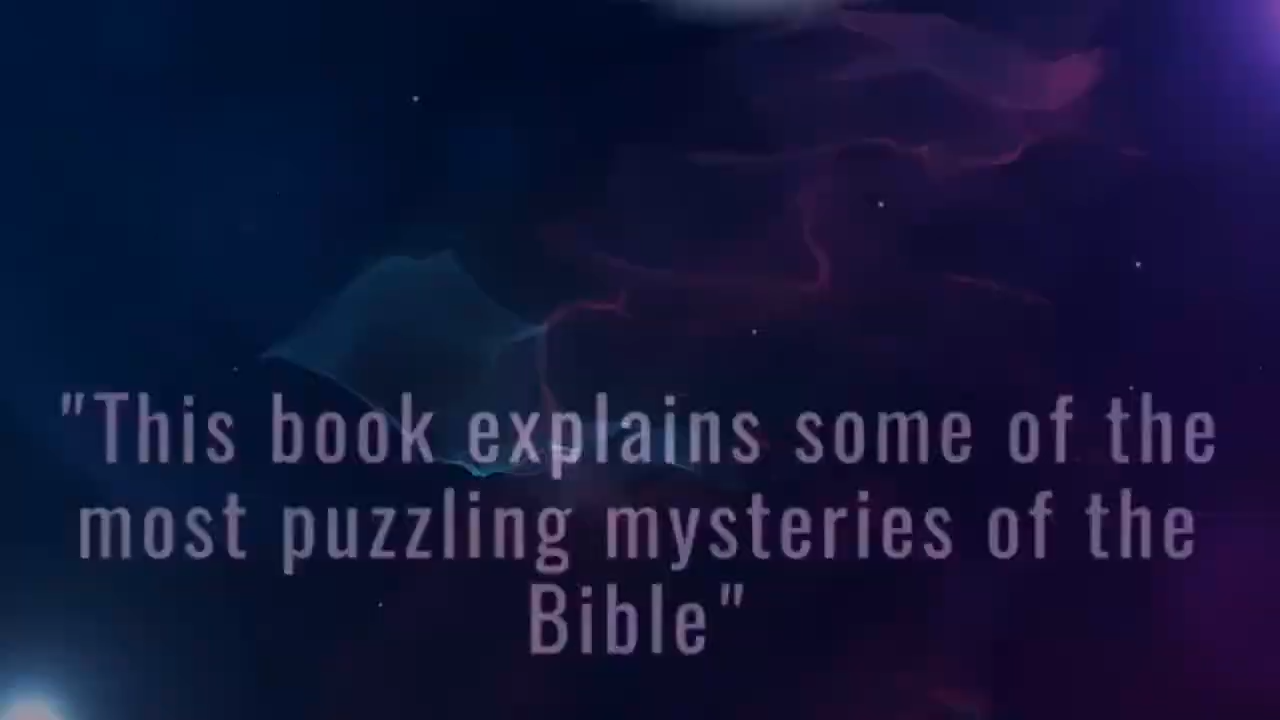 "This book explains some of the
most puzzling mysteries of the
Bible"